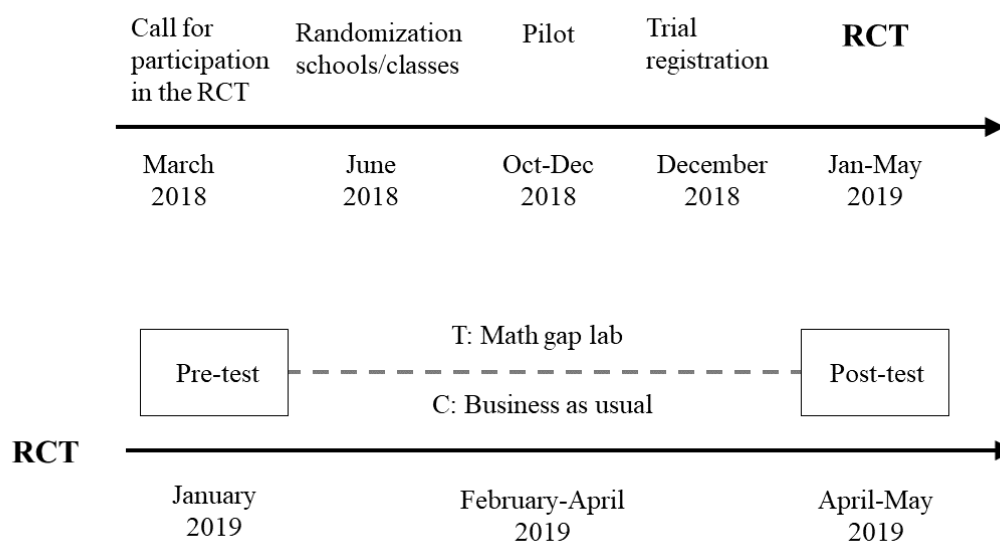 Call for
participation
in the RCT
Randomization
schools/classes
Pilot
Trial
registration
RCT
March
2018
June
2018
Oct-Dec
2018
December
2018
Jan-May
2019
T: Math gap lab
Pre-test
Post-test
C: Business as usual
RCT
January
2019
February-April
2019
April-May
2019